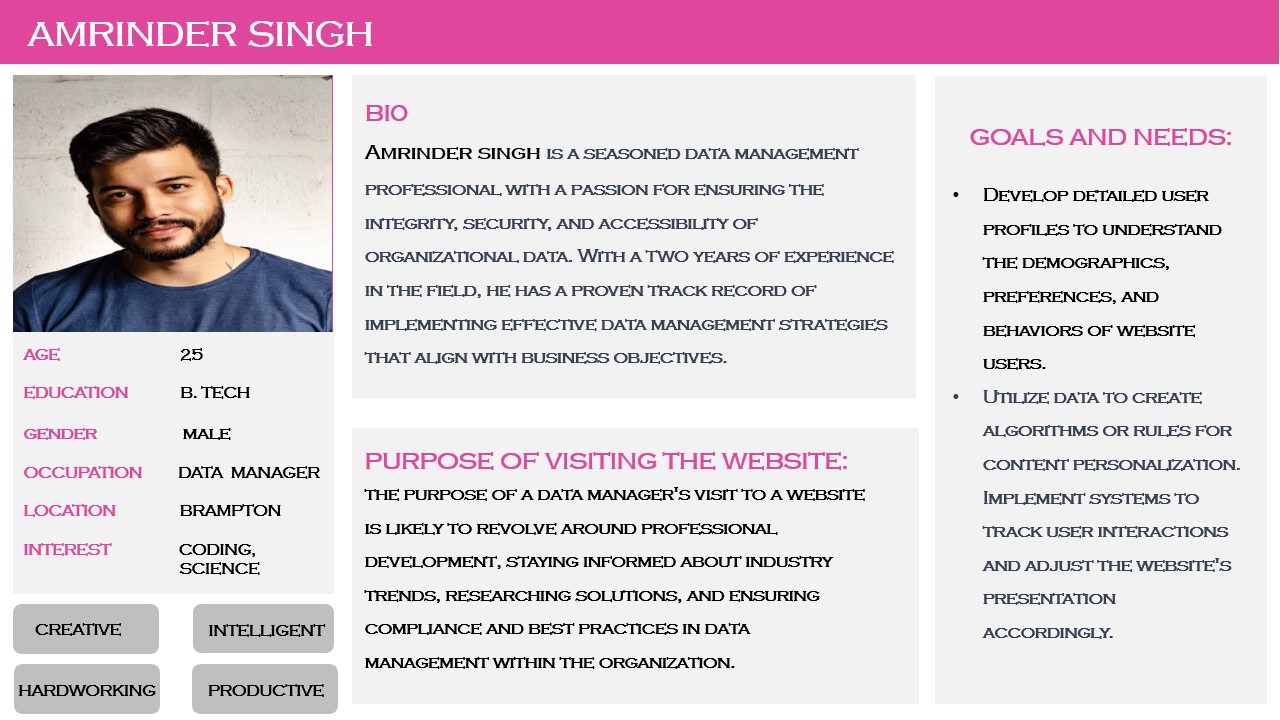 AMRINDER SINGH
AGE 25
EDUCATION B. TECH
GENDER MALE
OCCUPATION DATA MANAGER
LOCATION BRAMPTON
INTEREST CODING,
SCIENCE
CREATIVE INTELLIGENT
HARDWORKING PRODUCTIVE
BIO
AMRINDER SINGH IS A SEASONED DATA MANAGEMENT
PROFESSIONAL WITH A PASSION FOR ENSURING THE
INTEGRITY, SECURITY, AND ACCESSIBILITY OF
ORGANIZATIONAL DATA. WITH A TWO YEARS OF EXPERIENCE
IN THE FIELD, HE HAS A PROVEN TRACK RECORD OF
IMPLEMENTING EFFECTIVE DATA MANAGEMENT STRATEGIES
THAT ALIGN WITH BUSINESS OBJECTIVES.
PURPOSE OF VISITING THE WEBSITE:
THE PURPOSE OF A DATA MANAGER'S VISIT TO A WEBSITE
IS LIKELY TO REVOLVE AROUND PROFESSIONAL
DEVELOPMENT, STAYING INFORMED ABOUT INDUSTRY
TRENDS, RESEARCHING SOLUTIONS, AND ENSURING
COMPLIANCE AND BEST PRACTICES IN DATA
MANAGEMENT WITHIN THE ORGANIZATION.
GOALS AND NEEDS:
• DEVELOP DETAILED USER
PROFILES TO UNDERSTAND
THE DEMOGRAPHICS,
PREFERENCES, AND
BEHAVIORS OF WEBSITE
USERS.
• UTILIZE DATA TO CREATE
ALGORITHMS OR RULES FOR
CONTENT PERSONALIZATION.
IMPLEMENT SYSTEMS TO
TRACK USER INTERACTIONS
AND ADJUST THE WEBSITE'S
PRESENTATION
ACCORDINGLY.